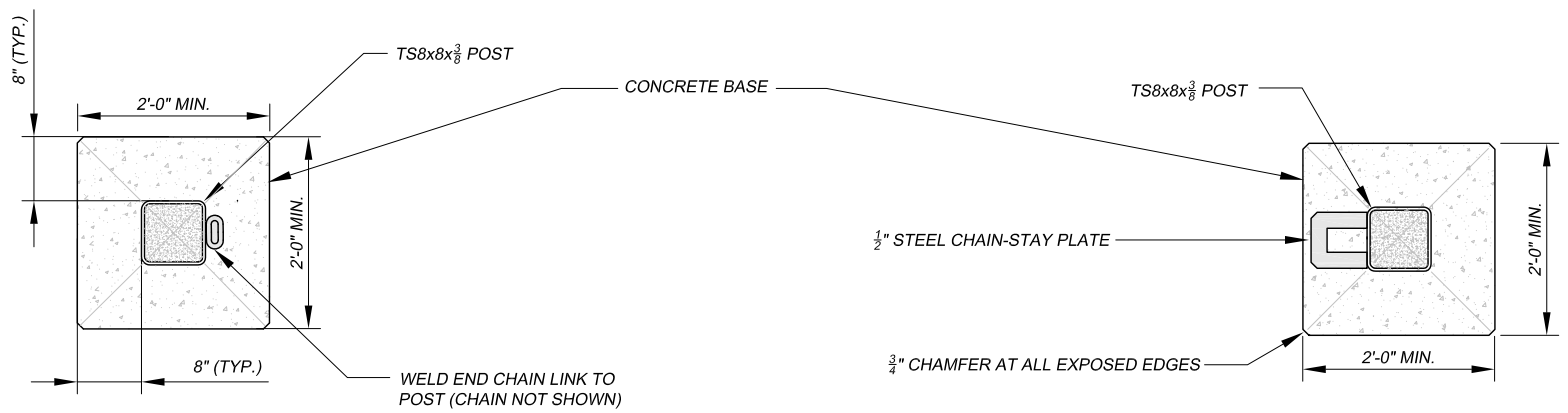 8" (TYP.)
2'-0" MIN.
TS8x8x3/8 POST
CONCRETE BASE
2'-0" MIN.
8" (TYP.)
WELD END CHAIN LINK TO
POST (CHAIN NOT SHOWN)
TS8x8x3/8 POST
1/2" STEEL CHAIN-STAY PLATE
2'-0" MIN.
3/4" CHAMFER AT ALL EXPOSED EDGES
2'-0" MIN.